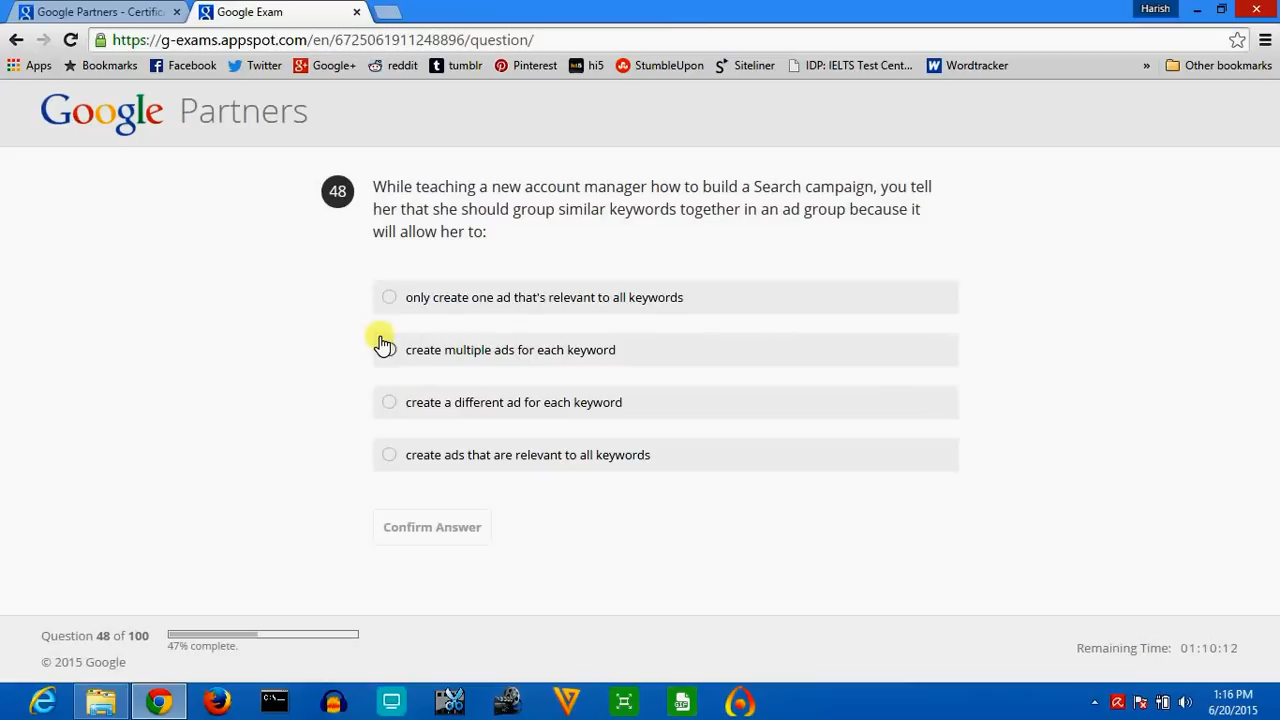 Google Partners - Certific
Google Exam
Harish
https://g-exams.appspot.com/en/6725061911248896/question/
Apps
Bookmarks
Facebook
Twitter
Google+
reddit
tumblr
Pinterest
hi5
StumbleUpon
Siteliner
IDP: IELTS Test Cent...
Wordtracker
»
Other bookmarks
Google Partners
48
While teaching a new account manager how to build a Search campaign, you tell
her that she should group similar keywords together in an ad group because it
will allow her to:
only create one ad that's relevant to all keywords
create multiple ads for each keyword
create a different ad for each keyword
create ads that are relevant to all keywords
Confirm Answer
Question 48 of 100
47% complete.
© 2015 Google
Remaining Time: 01:10:12
1:16 PM
6/20/2015